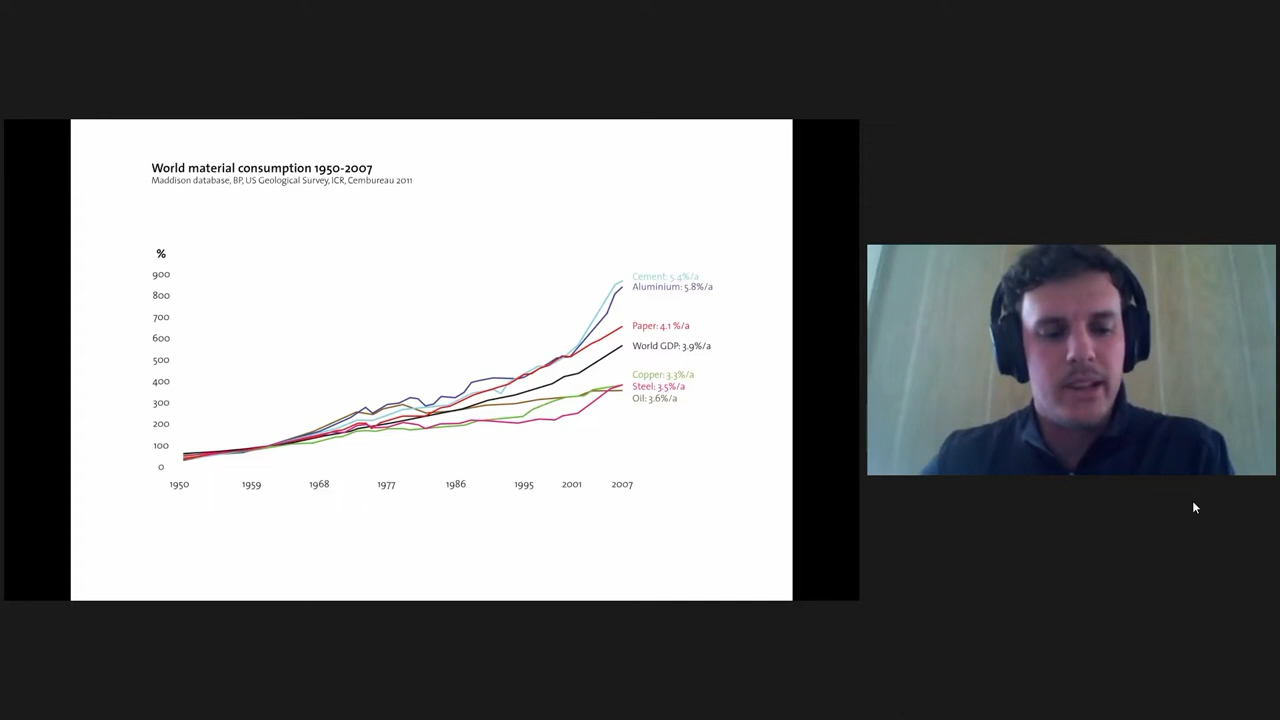 World material consumption 1950-2007
Maddison database, BP, US Geological Survey, ICR, Cembureau 2011
%
900
800
700
600
500
400
300
200
100
0
Cement: 5.4%/a
Aluminium: 5.8%/a
Paper: 4.1 %/a
World GDP: 3.9%/a
Copper: 3.3%/a
Steel: 3.5%/a
Oil: 3.6%/a
1950 1959 1968 1977 1986 1995 2001 2007